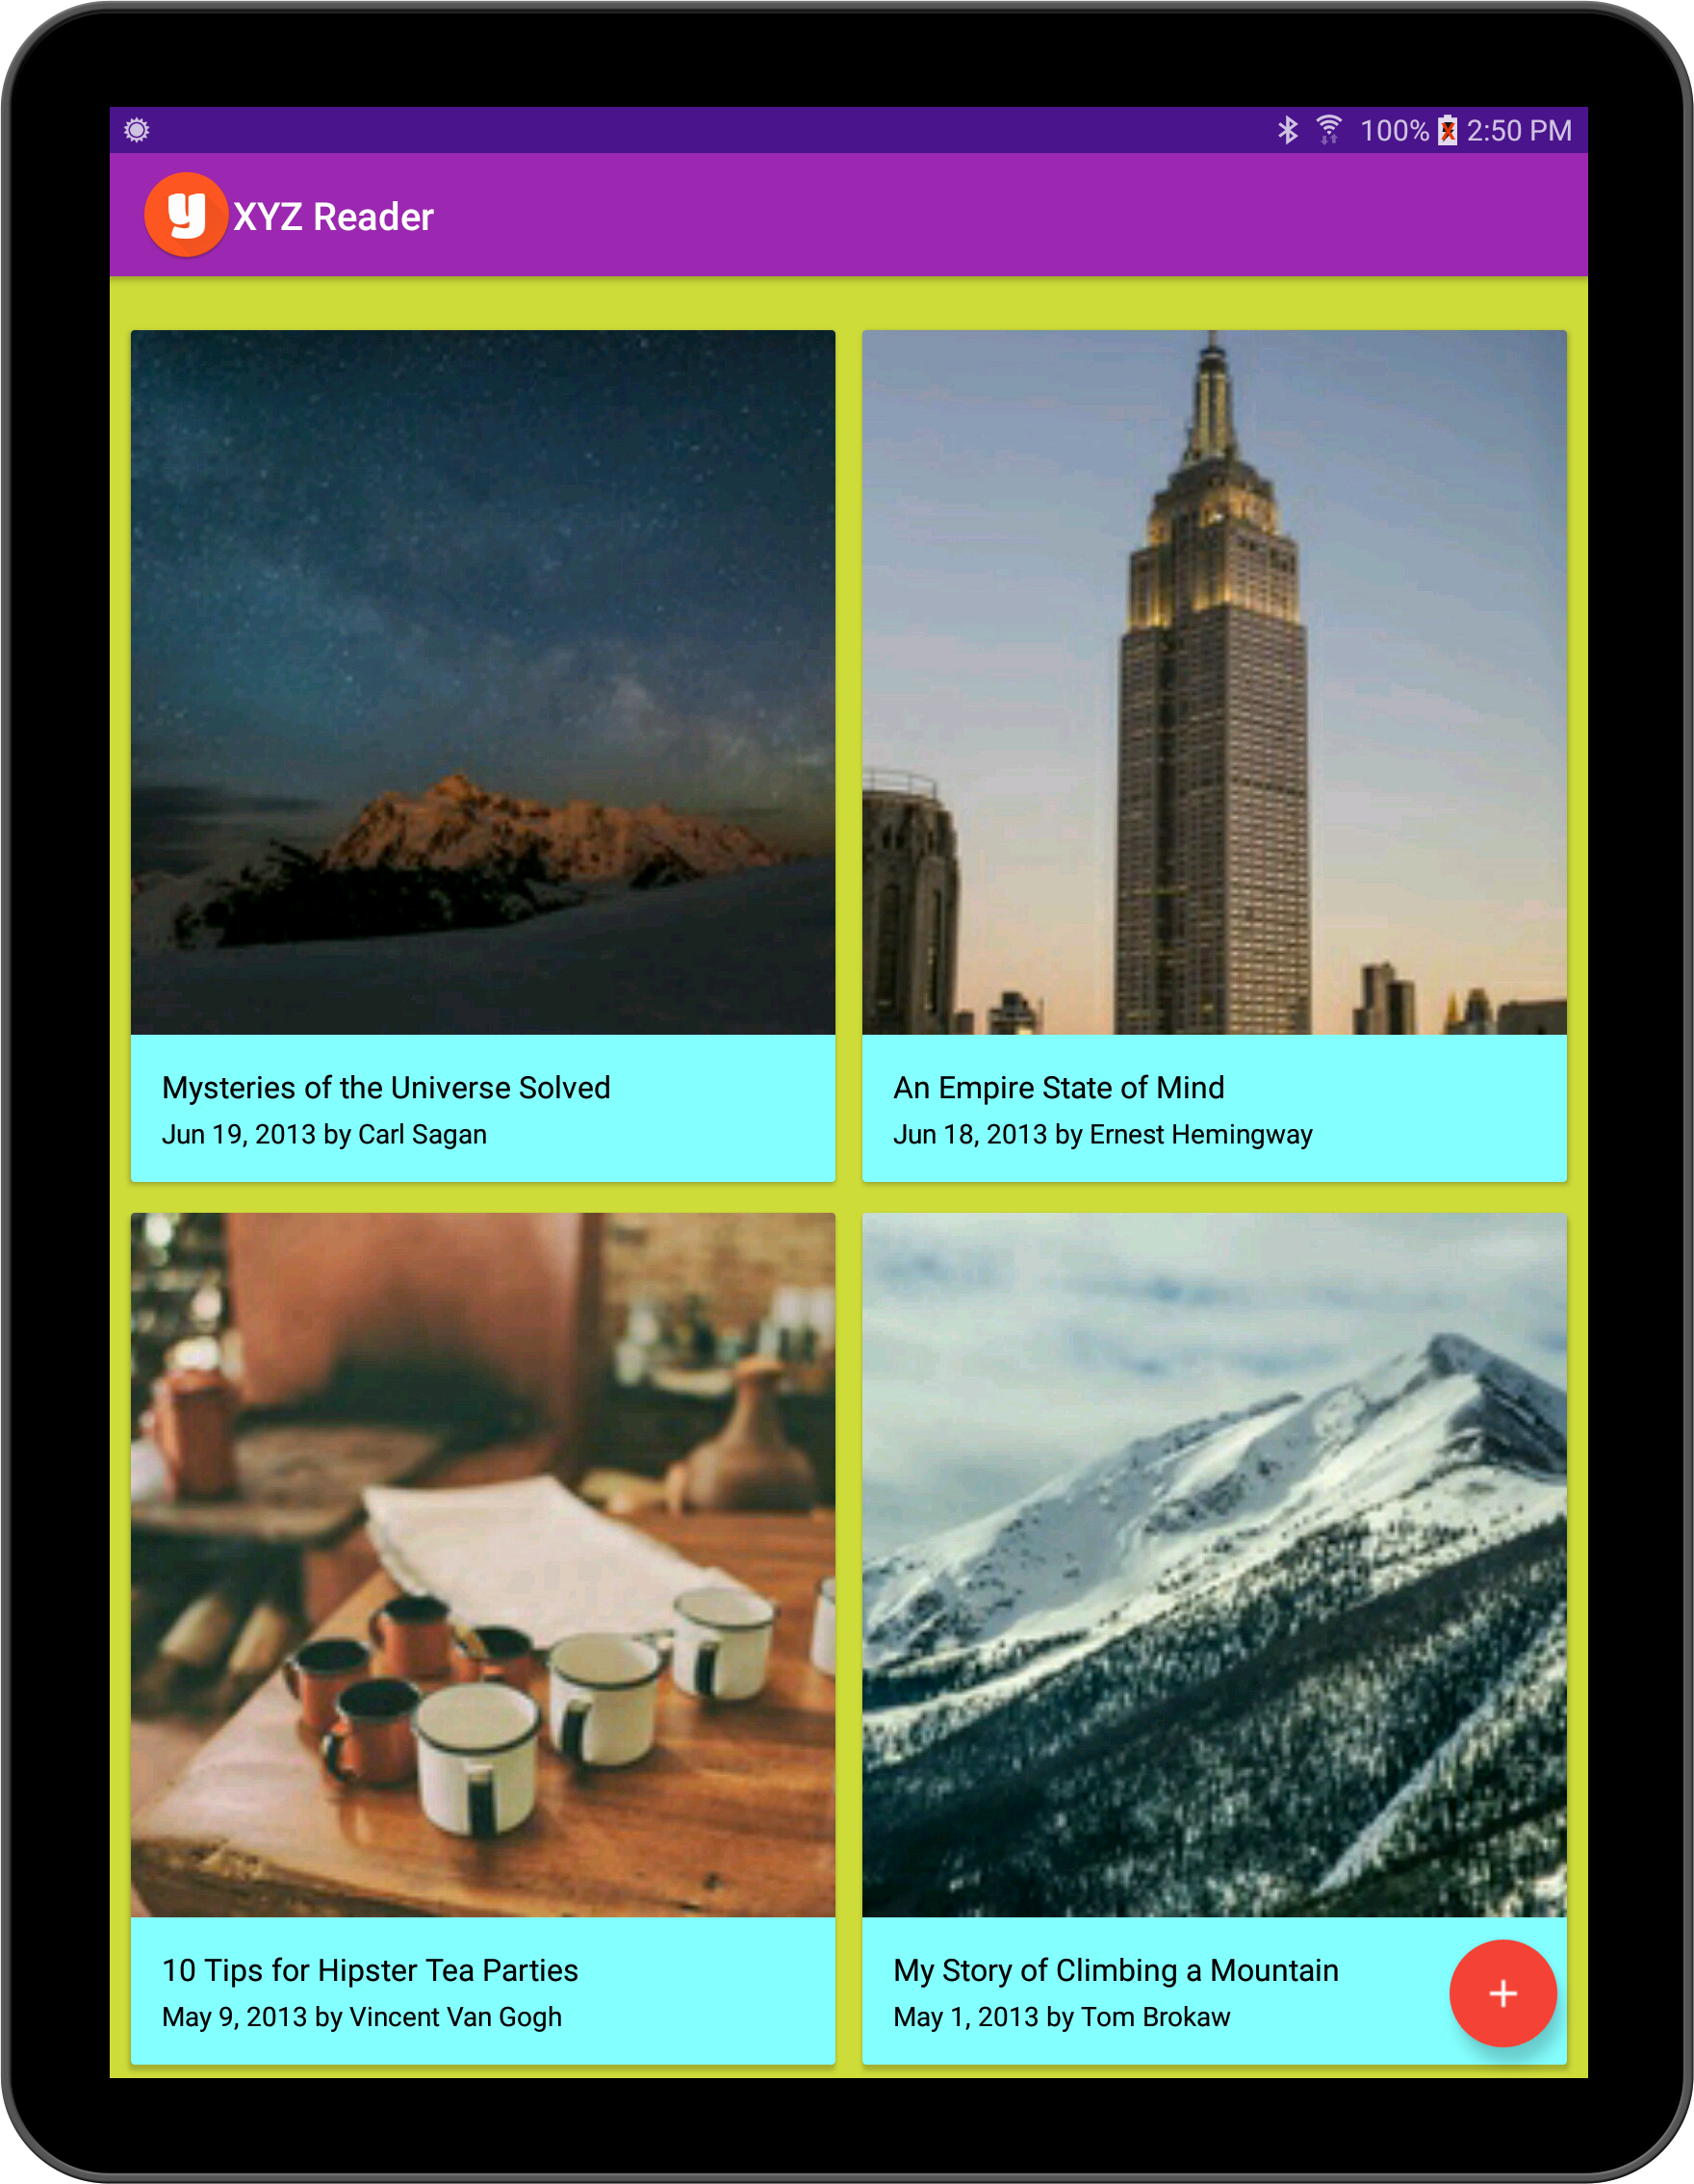 100% 2:50 PM
y XYZ Reader
Mysteries of the Universe Solved
Jun 19, 2013 by Carl Sagan
An Empire State of Mind
Jun 18, 2013 by Ernest Hemingway
10 Tips for Hipster Tea Parties
May 9, 2013 by Vincent Van Gogh
My Story of Climbing a Mountain
May 1, 2013 by Tom Brokaw
+